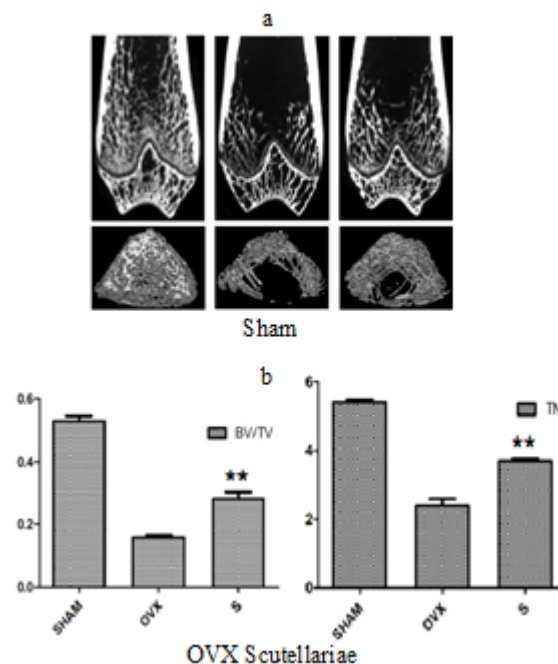 a
Sham
b
0.6
0.4
0.2
0.0
BV/TV
**
SHAM
OVX
S
6
4
2
0
TN
**
SHAM
OVX
S
OVX Scutellariae